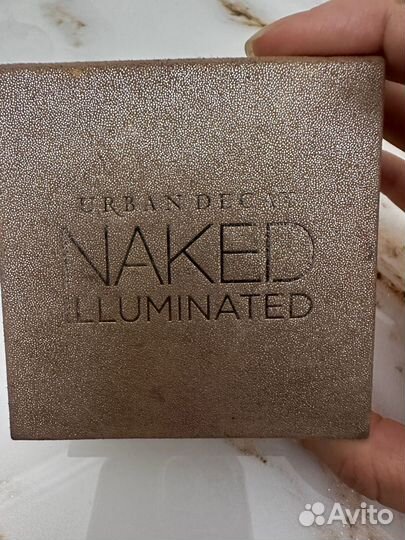 URBAN DECAY
NAKED
ILLUMINATED
Avito